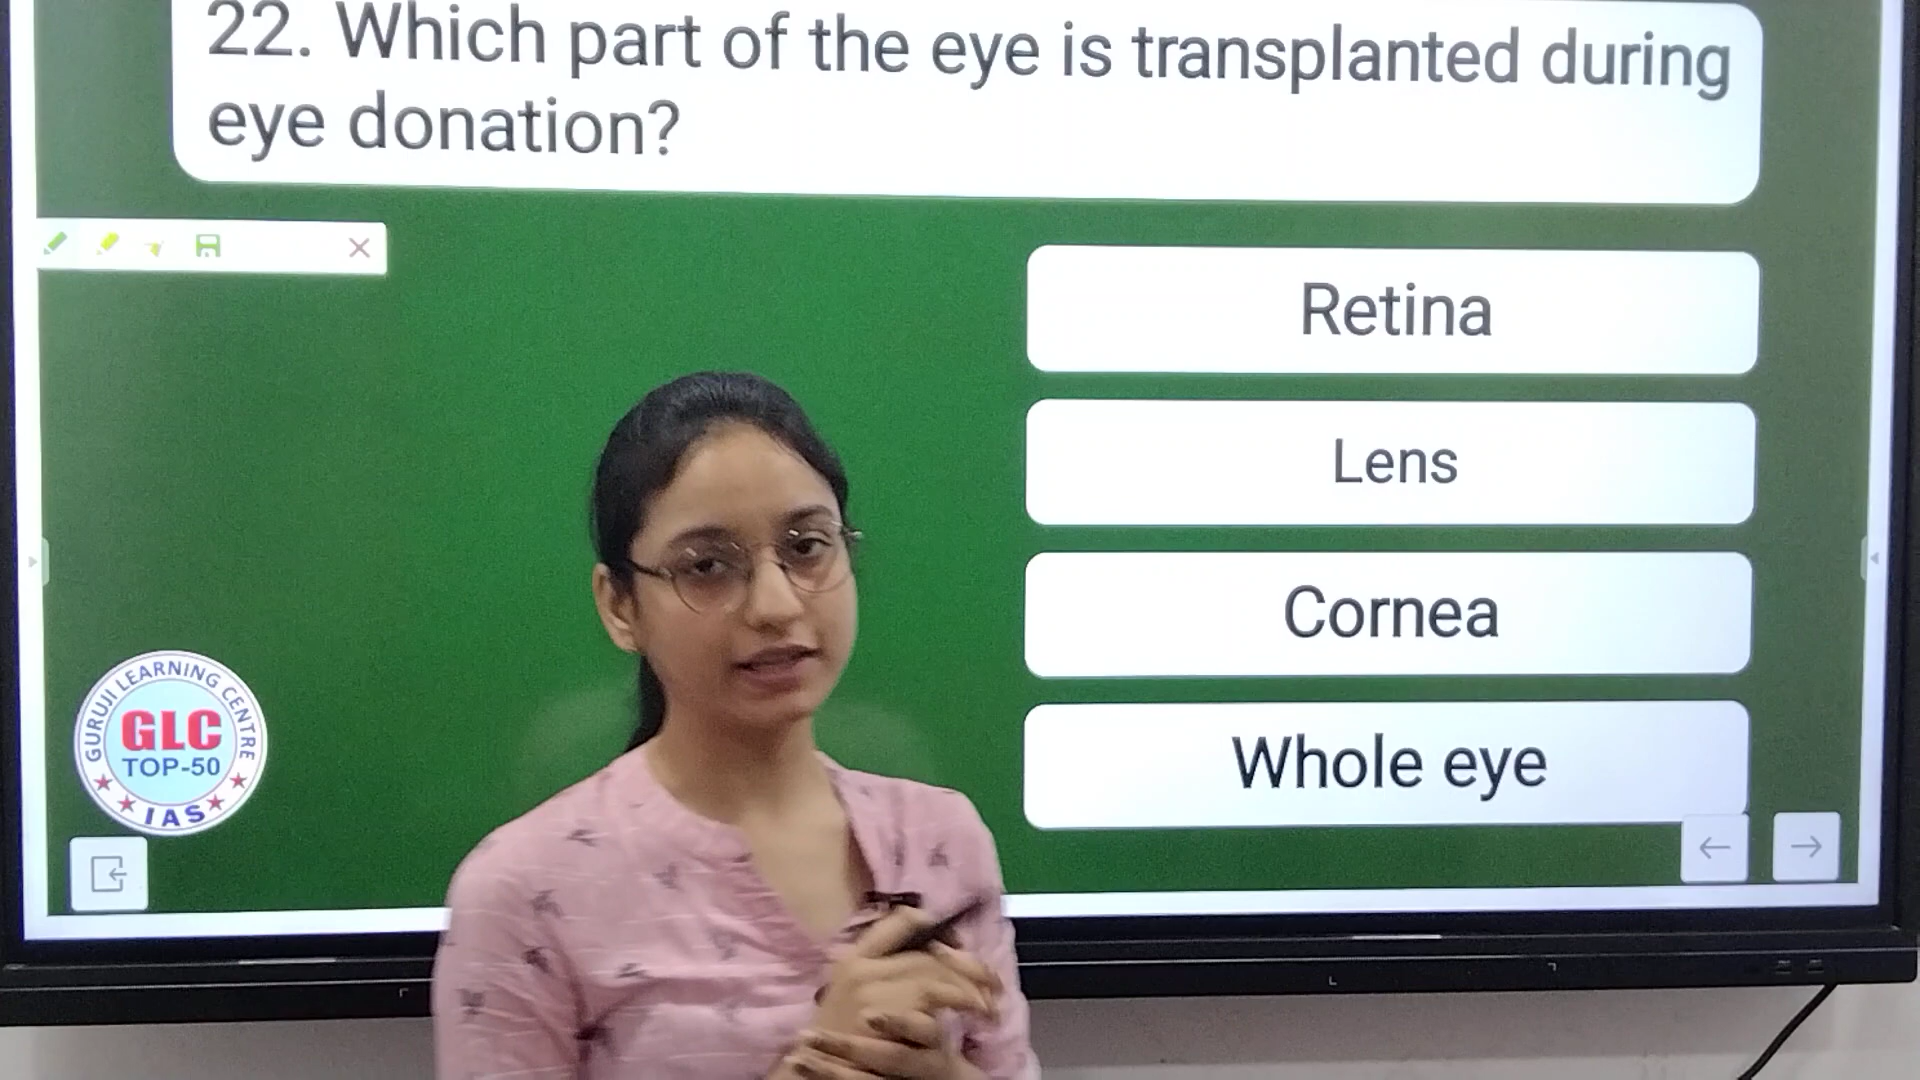 22. Which part of the eye is transplanted during
eye donation?
Retina
Lens
Cornea
Whole eye
GURUJI LEARNING CENTRE
GLC
TOP-50
IAS